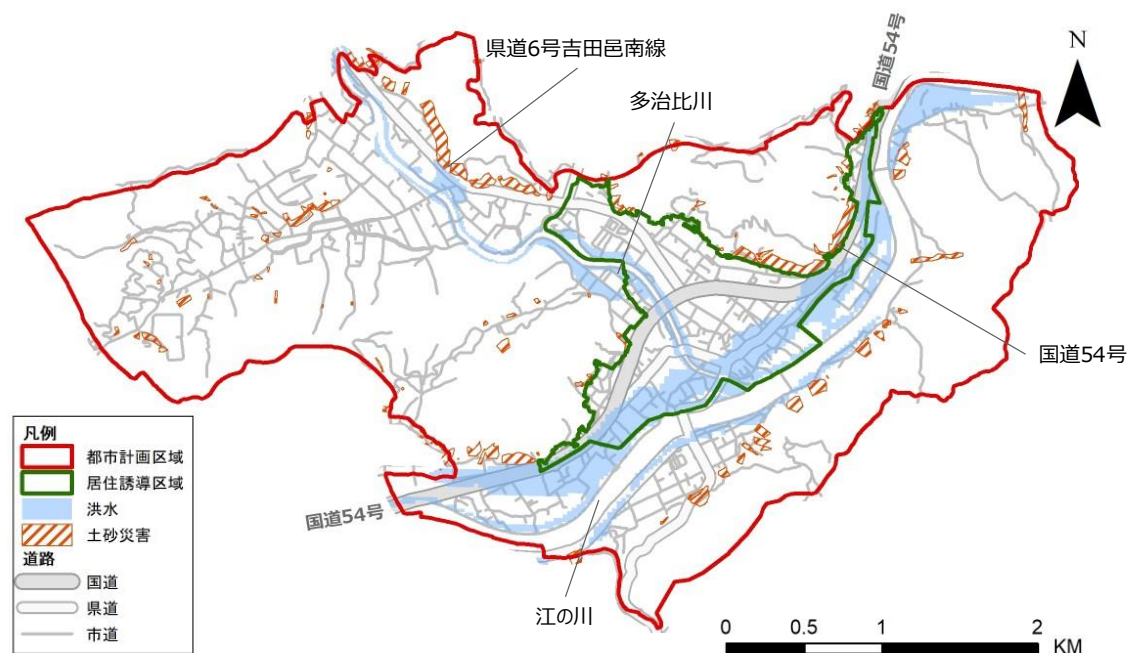 県道6号吉田邑南線
国道54号
N
多治比川
国道54号
国道54号
江の川
凡例
都市計画区域
居住誘導区域
洪水
土砂災害
道路
国道
県道
市道
0 0.5 1 2
KM